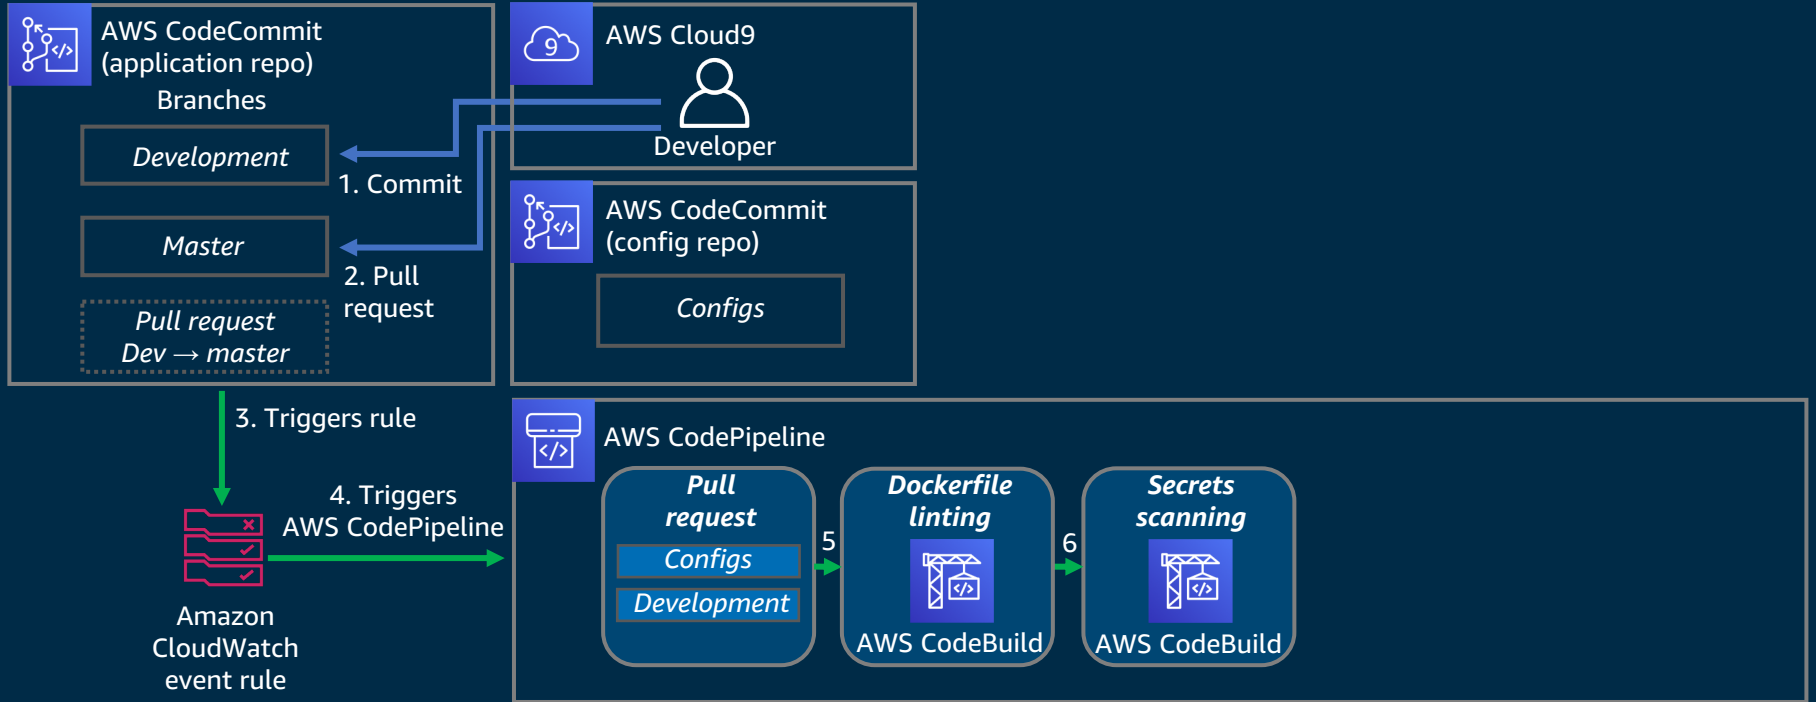 AWS CodeCommit
(application repo)
Branches
Development
Master
Pull request
Dev → master
1. Commit
2. Pull
request
9
AWS Cloud9
Developer
AWS CodeCommit
(config repo)
Configs
3. Triggers rule
4. Triggers
AWS CodePipeline
Amazon
CloudWatch
event rule
AWS CodePipeline
Pull
request
Configs
Development
5
Dockerfile
linting
AWS CodeBuild
6
Secrets
scanning
AWS CodeBuild